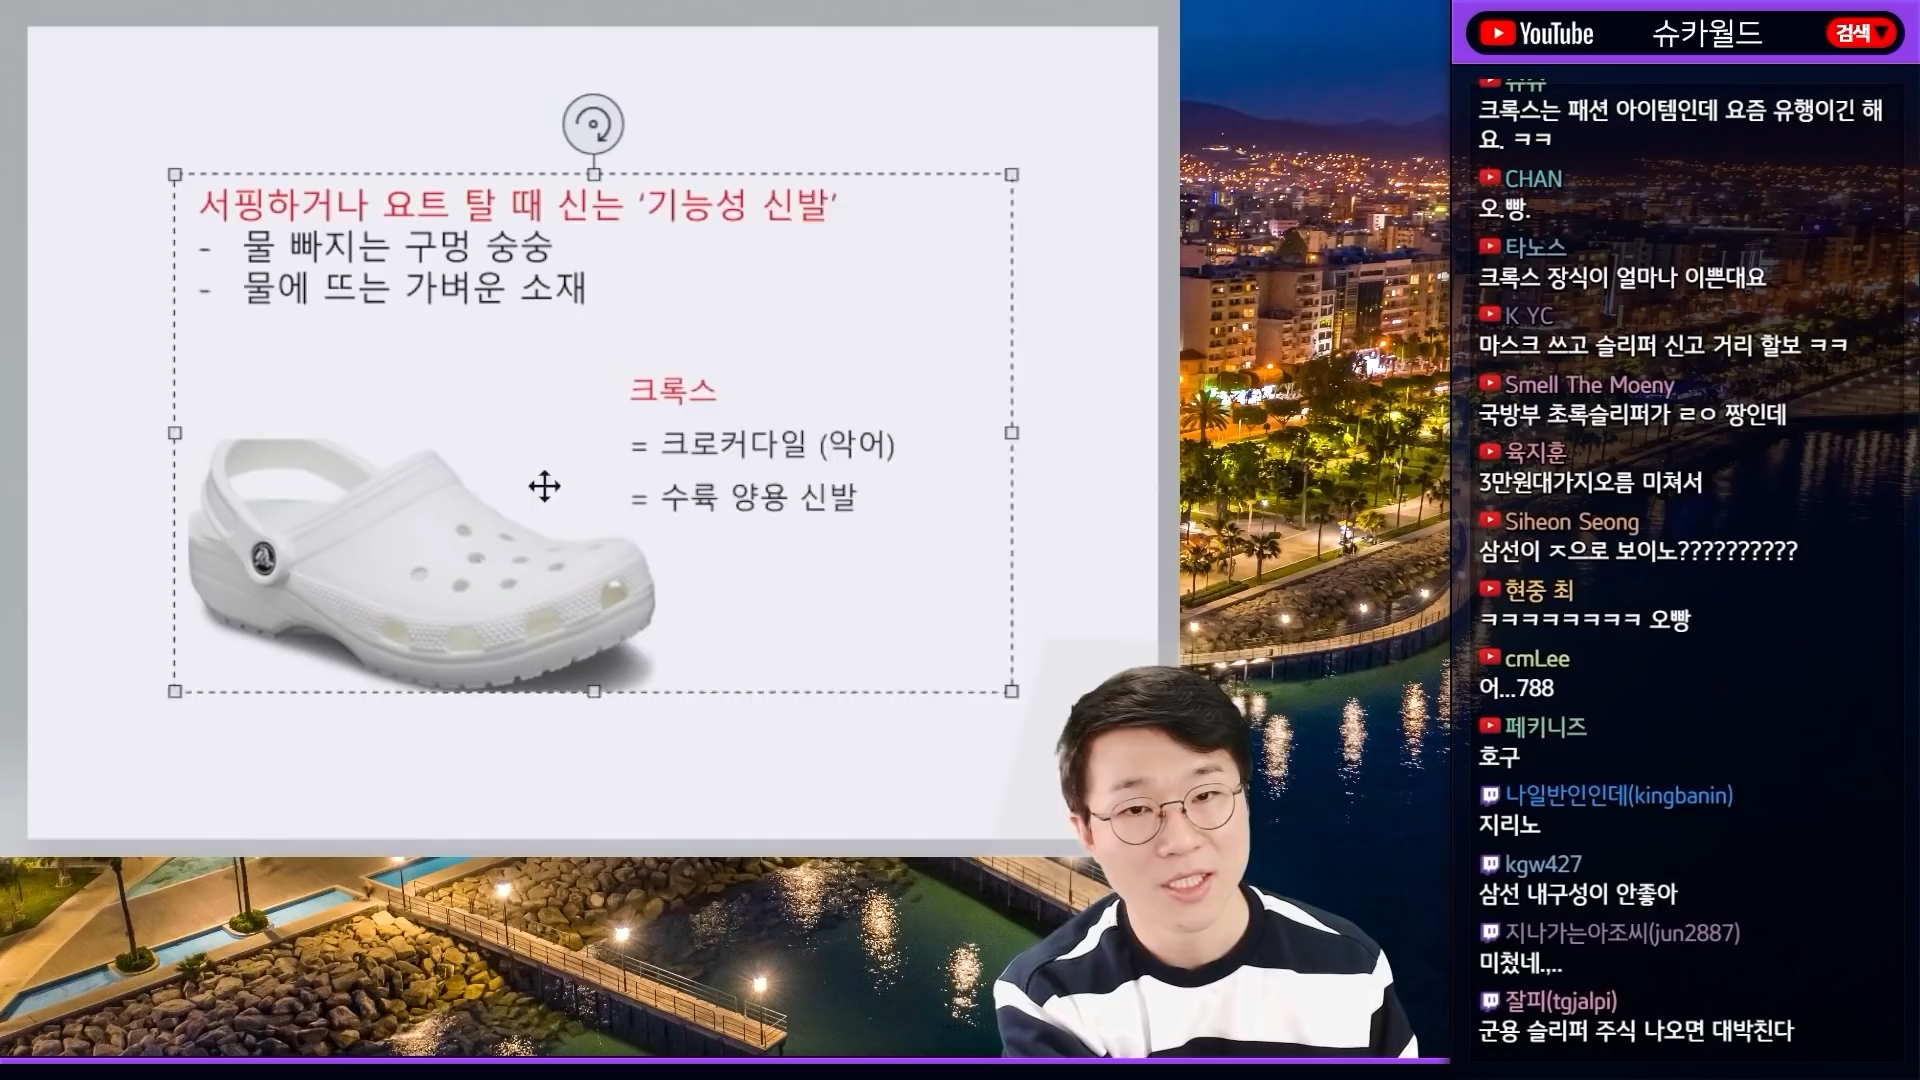 서핑하거나 요트 탈 때 신는 ‘기능성 신발’
- 물 빠지는 구멍 숭숭
- 물에 뜨는 가벼운 소재
크록스
= 크로커다일 (악어)
= 수륙 양용 신발
YouTube 슈카월드 검색
크록스는 패션 아이템인데 요즘 유행이긴 해
요. ㅋㅋ
CHAN
오.빵.
타노스
크록스 장식이 얼마나 이쁜대요
K YC
마스크 쓰고 슬리퍼 신고 거리 할보 ㅋㅋ
Smell The Moeny
국방부 초록슬리퍼가 ㄹㅇ 짱인데
육지훈
3만원대가지오름 미쳐서
Siheon Seong
삼선이 ㅈ으로 보이노??????????
현중 최
ㅋㅋㅋㅋㅋㅋㅋㅋ 오빵
cmLee
어...788
페키니즈
호구
나일반인인데(kingbanin)
지리노
kgw427
삼선 내구성이 안좋아
지나가는아조씨(jun2887)
미첬네.,..
잘피(tgjalpi)
군용 슬리퍼 주식 나오면 대박친다